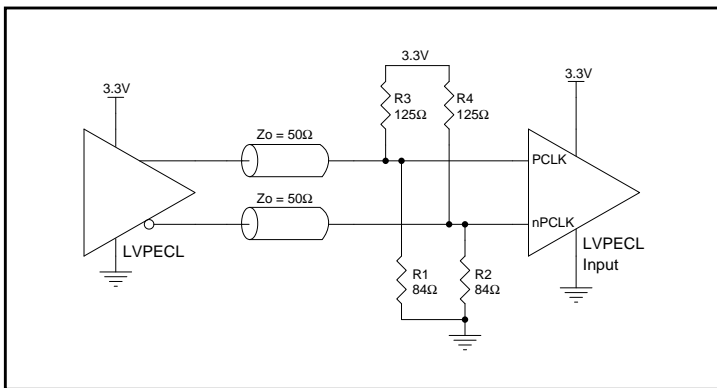 3.3V
3.3V
3.3V
R3
125Ω
R4
125Ω
Zo = 50Ω
PCLK
Zo = 50Ω
nPCLK
LVPECL
LVPECL
Input
R1
84Ω
R2
84Ω